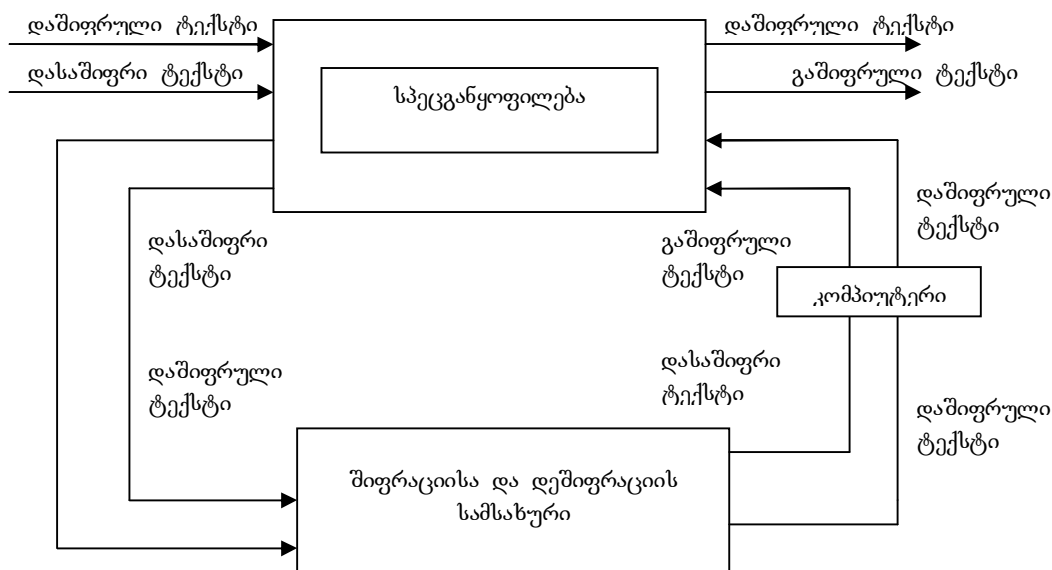 დაშიფრული ტექსტი
დაშიფრული ტექსტი
დასაშიფრი ტექსტი
გაშიფრული ტექსტი
სპეცგანყოფილება
დაშიფრული
ტექსტი
დასაშიფრი
ტექსტი
გაშიფრული
ტექსტი
კომპიუტერი
დაშიფრული
ტექსტი
დასაშიფრი
ტექსტი
დაშიფრული
ტექსტი
შიფრაციისა და დეშიფრაციის
სამსახური